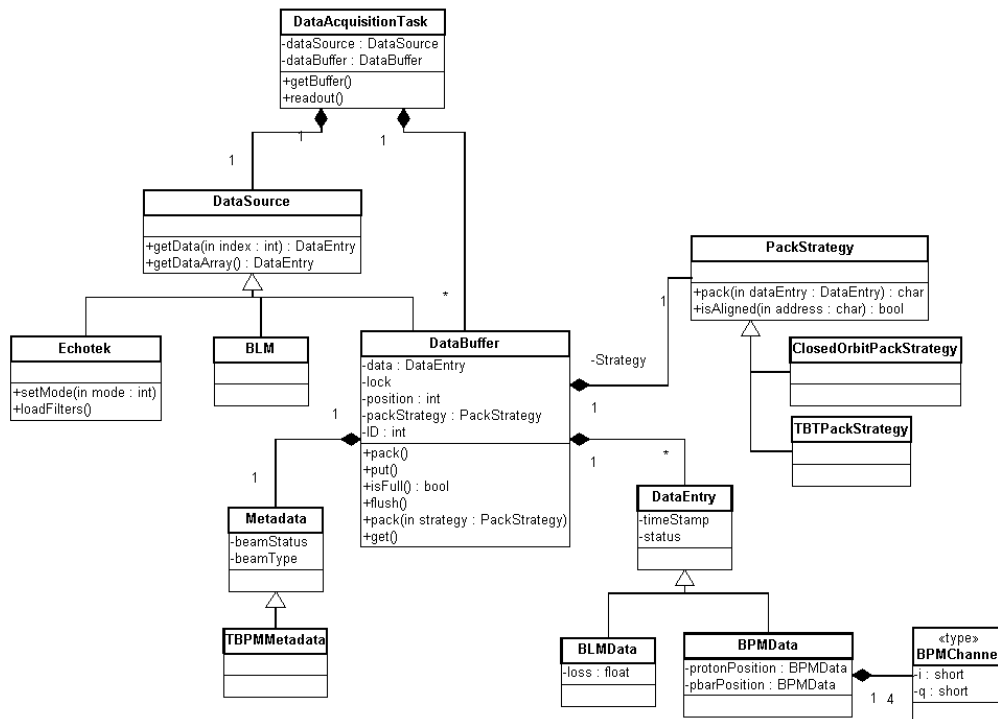 DataAcquisitionTask
-dataSource : DataSource
-dataBuffer : DataBuffer
+getBuffer()
+readout()
1
1
1
*
DataSource
+getData(in index : int) : DataEntry
+getDataArray() : DataEntry
Echotek
+setMode(in mode : int)
+loadFilters()
BLM
DataBuffer
-data : DataEntry
-lock
-position : int
-packStrategy : PackStrategy
-ID : int
+pack()
+put()
+isFull() : bool
+flush()
+pack(in strategy : PackStrategy)
+get()
-Strategy
1
1
PackStrategy
+pack(in dataEntry : DataEntry) : char
+isAligned(in address : char) : bool
ClosedOrbitPackStrategy
TBTPackStrategy
1
1
Metadata
-beamStatus
-beamType
TBPMMetadata
1
*
DataEntry
-timeStamp
-status
BLMData
-loss : float
BPMData
-protonPosition : BPMData
-pbarPosition : BPMData
1
4
«type»
BPMChannel
-i : short
-q : short